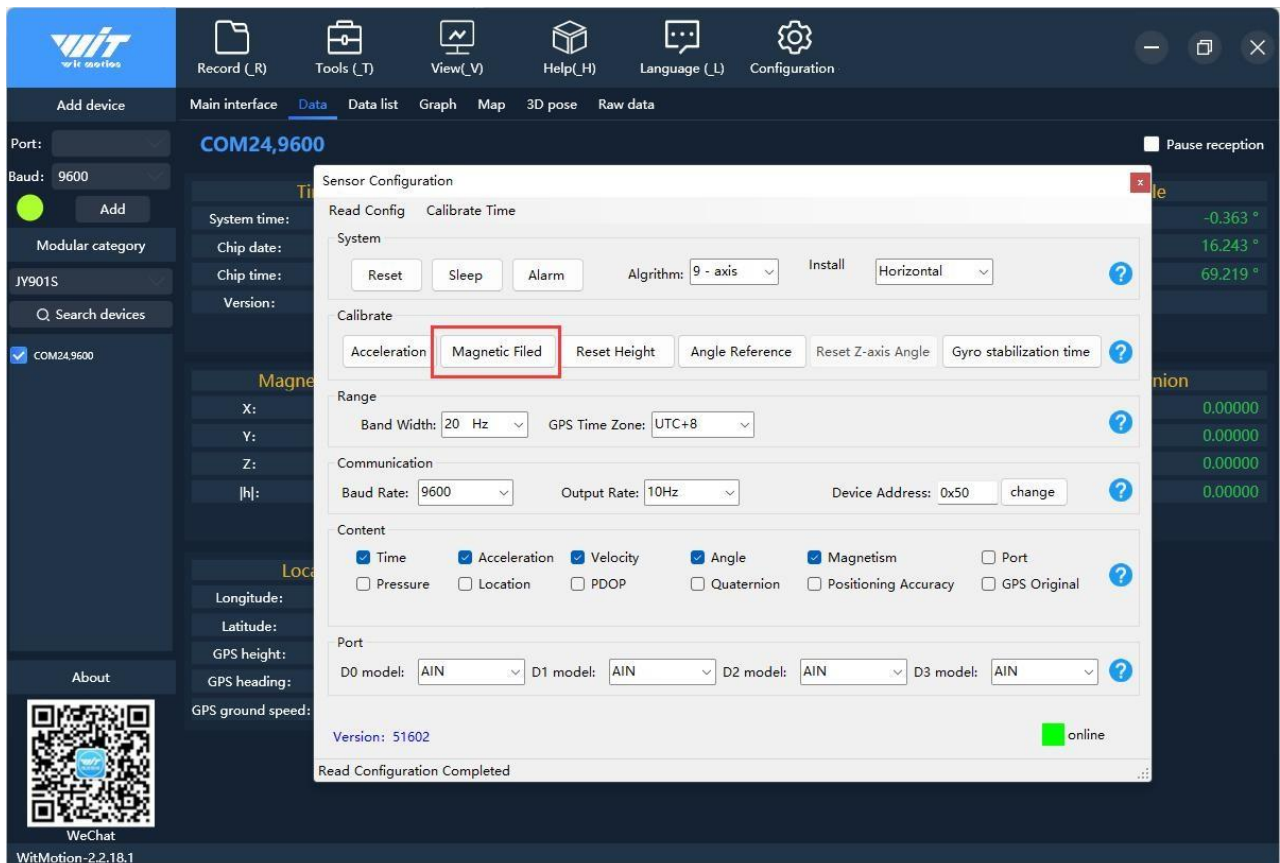 WiT
wit motion
Record (_R)
Tools (_T)
View(_V)
Help(_H)
Language (_L)
Configuration
Add device
Main interface Data Data list Graph Map 3D pose Raw data
Port:
COM24,9600
Pause reception
Baud: 9600
Add
Modular category
JY901S
Search devices
COM24,9600
System time:
Chip date:
Chip time:
Version:
Magne
X:
Y:
Z:
|h|:
Loca
Longitude:
Latitude:
GPS height:
GPS heading:
GPS ground speed:
Sensor Configuration
x
Read Config Calibrate Time
System
Reset Sleep Alarm Algrithm: 9 - axis Install Horizontal ?
Calibrate
Acceleration Magnetic Filed Reset Height Angle Reference Reset Z-axis Angle Gyro stabilization time ?
Range
Band Width: 20 Hz GPS Time Zone: UTC+8 ?
Communication
Baud Rate: 9600 Output Rate: 10Hz Device Address: 0x50 change ?
Content
Time Acceleration Velocity Angle Magnetism Port
Pressure Location PDOP Quaternion Positioning Accuracy GPS Original ?
Port
D0 model: AIN D1 model: AIN D2 model: AIN D3 model: AIN ?
Version: 51602
online
Read Configuration Completed
Ti
le
-0.363 °
16.243 °
69.219 °
nion
0.00000
0.00000
0.00000
0.00000
About
WeChat
WitMotion-2.2.18.1